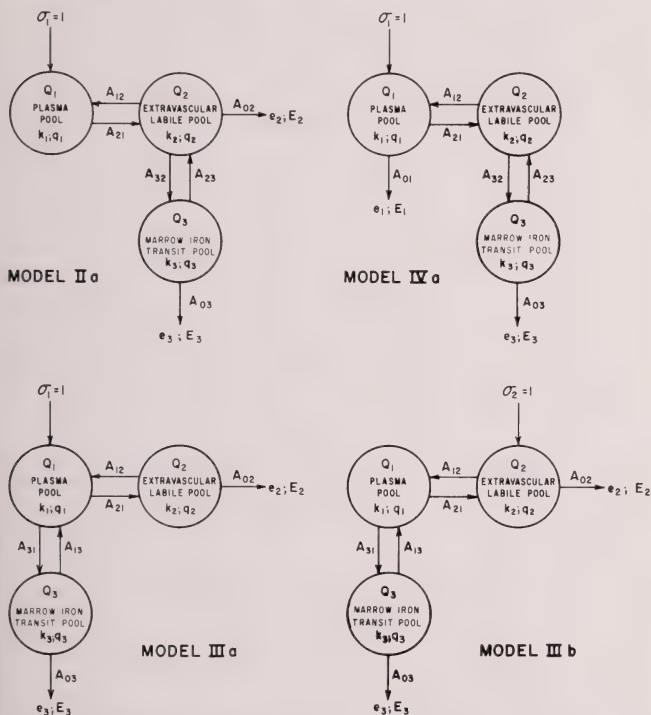 σ₁=1
Q₁
PLASMA
POOL
k₁;q₁
A₁₂
A₂₁
Q₂
EXTRAVASCULAR
LABILE POOL
k₂;q₂
A₀₂
e₂;E₂
A₃₂
A₂₃
Q₃
MARROW IRON
TRANSIT POOL
k₃;q₃
A₀₃
e₃;E₃
MODEL IIa
σ₁=1
Q₁
PLASMA
POOL
k₁;q₁
A₁₂
A₂₁
Q₂
EXTRAVASCULAR
LABILE POOL
k₂;q₂
A₀₁
e₁;E₁
A₃₂
A₂₃
Q₃
MARROW IRON
TRANSIT POOL
k₃;q₃
A₀₃
e₃;E₃
MODEL IVa
σ₁=1
Q₁
PLASMA
POOL
k₁;q₁
A₁₂
A₂₁
Q₂
EXTRAVASCULAR
LABILE POOL
k₂;q₂
A₀₂
e₂;E₂
A₃₁
A₁₃
Q₃
MARROW IRON
TRANSIT POOL
k₃;q₃
A₀₃
e₃;E₃
MODEL IIIa
σ₂=1
Q₁
PLASMA
POOL
k₁;q₁
A₁₂
A₂₁
Q₂
EXTRAVASCULAR
LABILE POOL
k₂;q₂
A₀₂
e₂; E₂
A₃₁
A₁₃
Q₃
MARROW IRON
TRANSIT POOL
k₃;q₃
A₀₃
e₃;E₃
MODEL IIIb